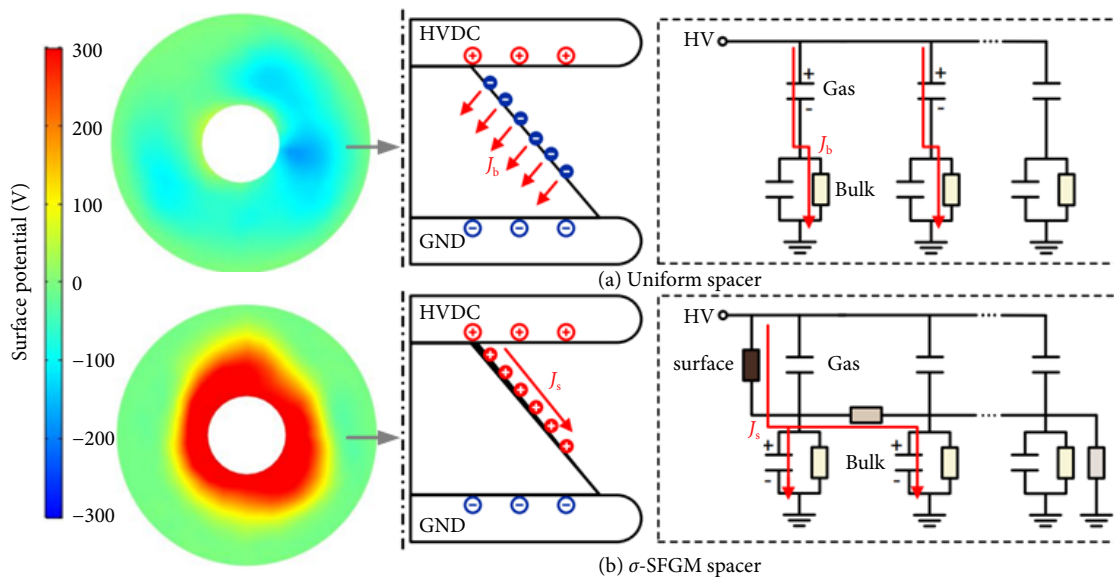 300
200
100
0
−100
−200
−300
Surface potential (V)
HVDC
J_b
GND
HV
+
-
Gas
+
-
J_b
Bulk
(a) Uniform spacer
HVDC
J_s
GND
HV
surface
Gas
J_s
+
-
Bulk
+
-
(b) σ-SFGM spacer